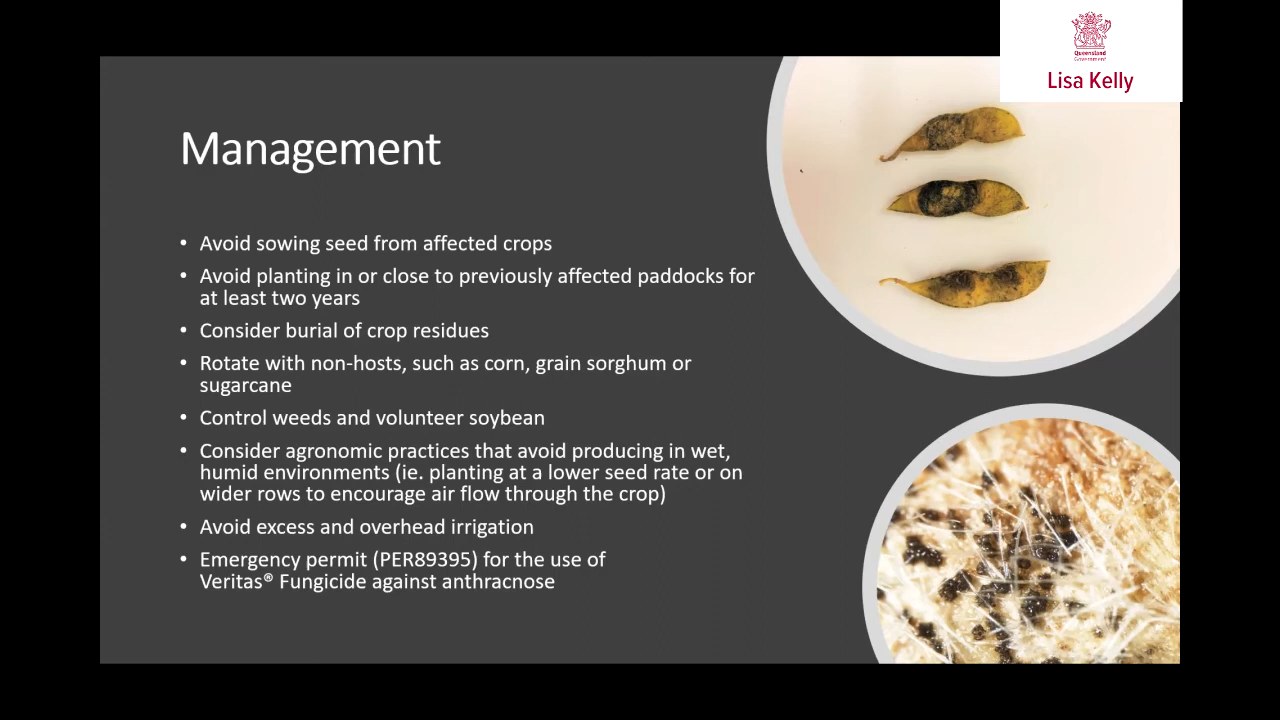 Queensland
Government
Lisa Kelly
Management
• Avoid sowing seed from affected crops
• Avoid planting in or close to previously affected paddocks for
at least two years
• Consider burial of crop residues
• Rotate with non-hosts, such as corn, grain sorghum or
sugarcane
• Control weeds and volunteer soybean
• Consider agronomic practices that avoid producing in wet,
humid environments (ie. planting at a lower seed rate or on
wider rows to encourage air flow through the crop)
• Avoid excess and overhead irrigation
• Emergency permit (PER89395) for the use of
Veritas® Fungicide against anthracnose